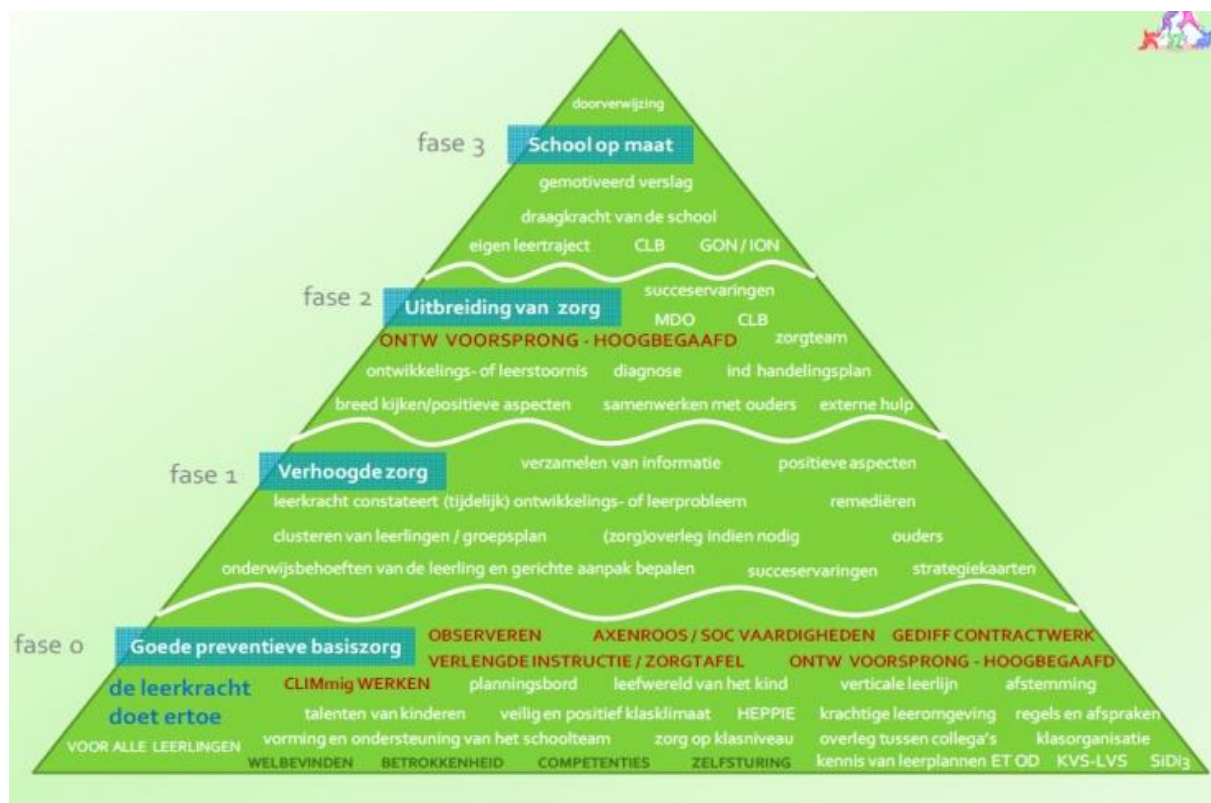 doorverwijzing
fase 3 School op maat
gemotiveerd verslag
draagkracht van de school
eigen leertraject CLB GON / ION
succeservaringen
fase 2 Uitbreiding van zorg
MDO CLB
ONTW VOORSPRONG - HOOGBEGAAFD zorgteam
ontwikkelings- of leerstoornis diagnose ind handelingsplan
breed kijken/positieve aspecten samenwerken met ouders externe hulp
fase 1 Verhoogde zorg verzamelen van informatie positieve aspecten
leerkracht constateert (tijdelijk) ontwikkelings- of leerprobleem remediëren
clusteren van leerlingen / groepsplan (zorg)overleg indien nodig ouders
onderwijsbehoeften van de leerling en gerichte aanpak bepalen succeservaringen strategiekaarten
fase 0 Goede preventieve basiszorg OBSERVEREN AXENROOS / SOC VAARDIGHEDEN GEDIFF CONTRACTWERK
VERLENGDE INSTRUCTIE / ZORGTAFEL ONTW VOORSPRONG - HOOGBEGAAFD
de leerkracht CLIMmig WERKEN planningsbord leefwereld van het kind verticale leerlijn afstemming
doet ertoe talenten van kinderen veilig en positief klasklimaat HEPPIE krachtige leeromgeving regels en afspraken
VOOR ALLE LEERLINGEN vorming en ondersteuning van het schoolteam zorg op klasniveau overleg tussen collega's klasorganisatie
WELBEVINDEN BETROKKENHEID COMPETENTIES ZELFSTURING kennis van leerplannen ET OD KVS-LVS SiDi3